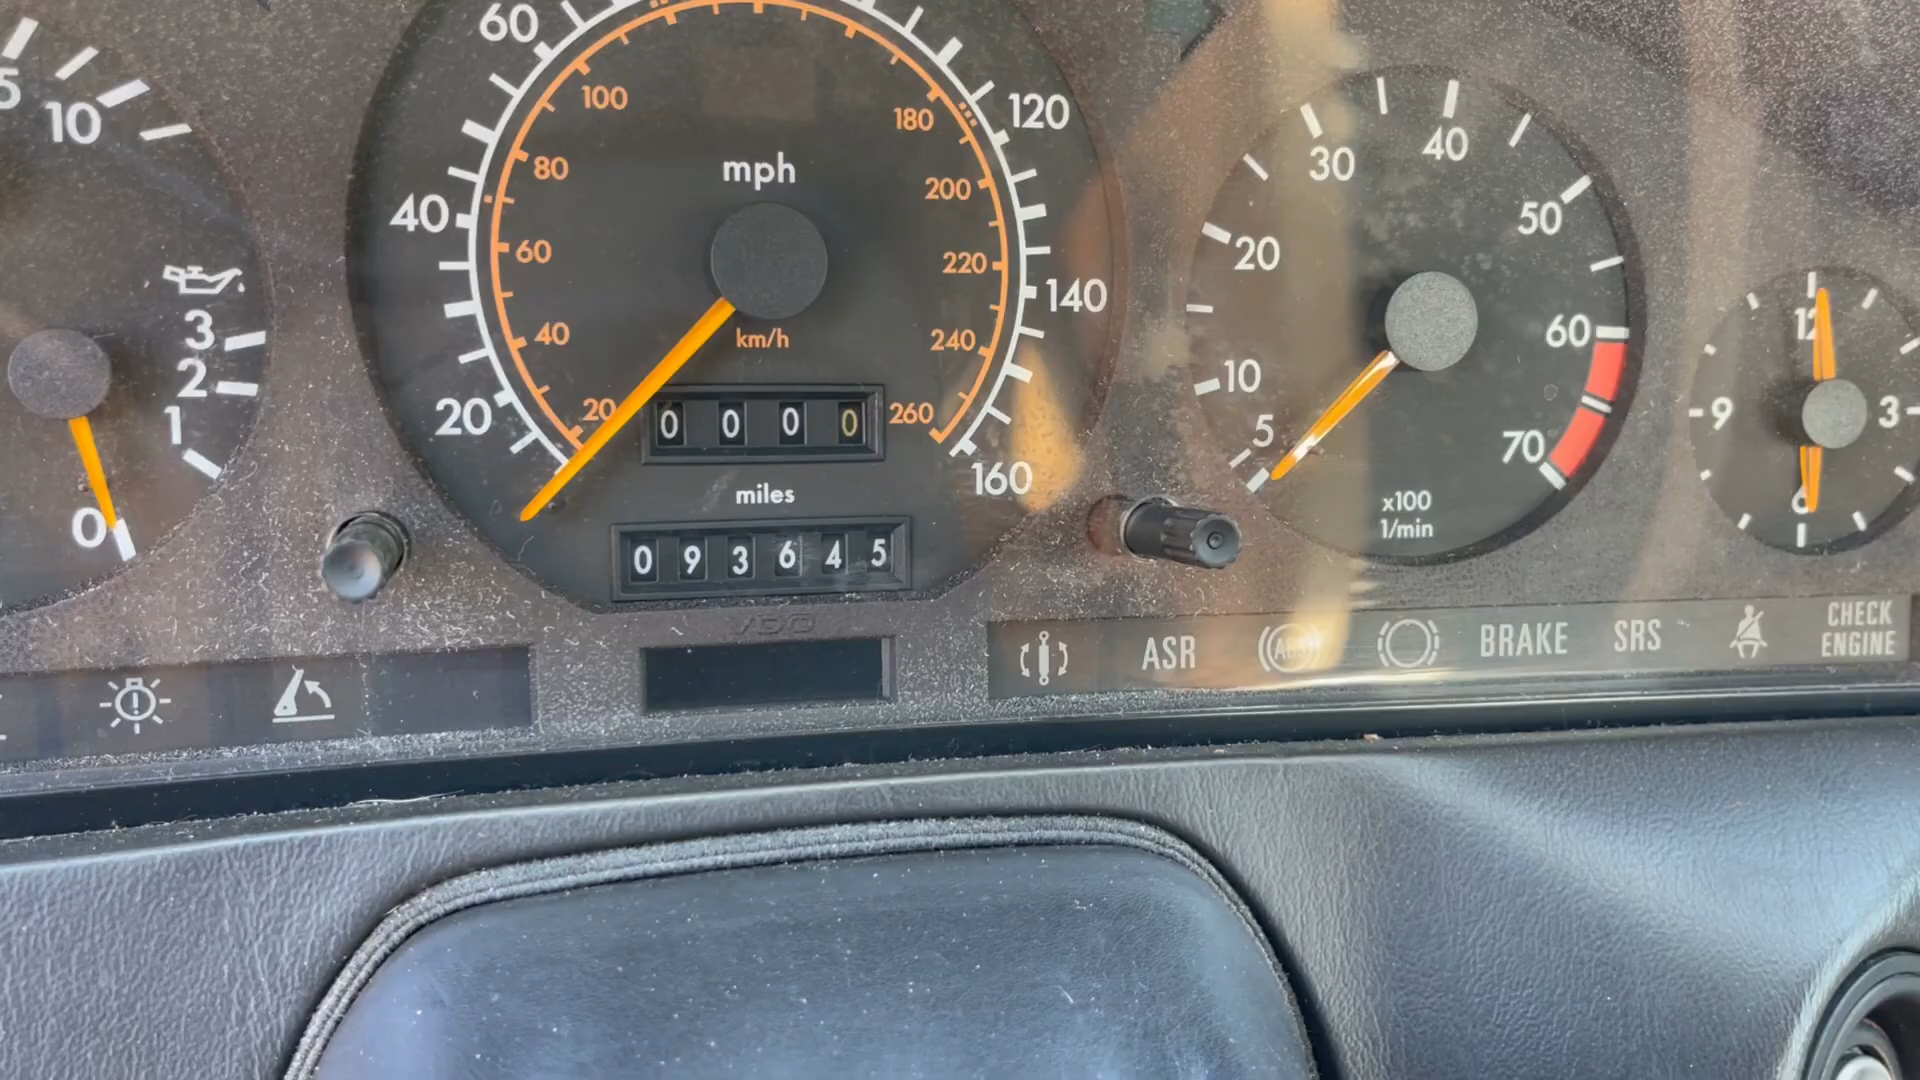 5
10
3
2
1
0
60
40
20
120
140
160
mph
100
80
60
40
20
180
200
220
240
260
km/h
0 0 0 0
miles
0 9 3 6 4 5
VDO
5
10
20
30
40
50
60
70
x100
1/min
12
3
6
9
ASR
ABS
BRAKE
SRS
CHECK
ENGINE